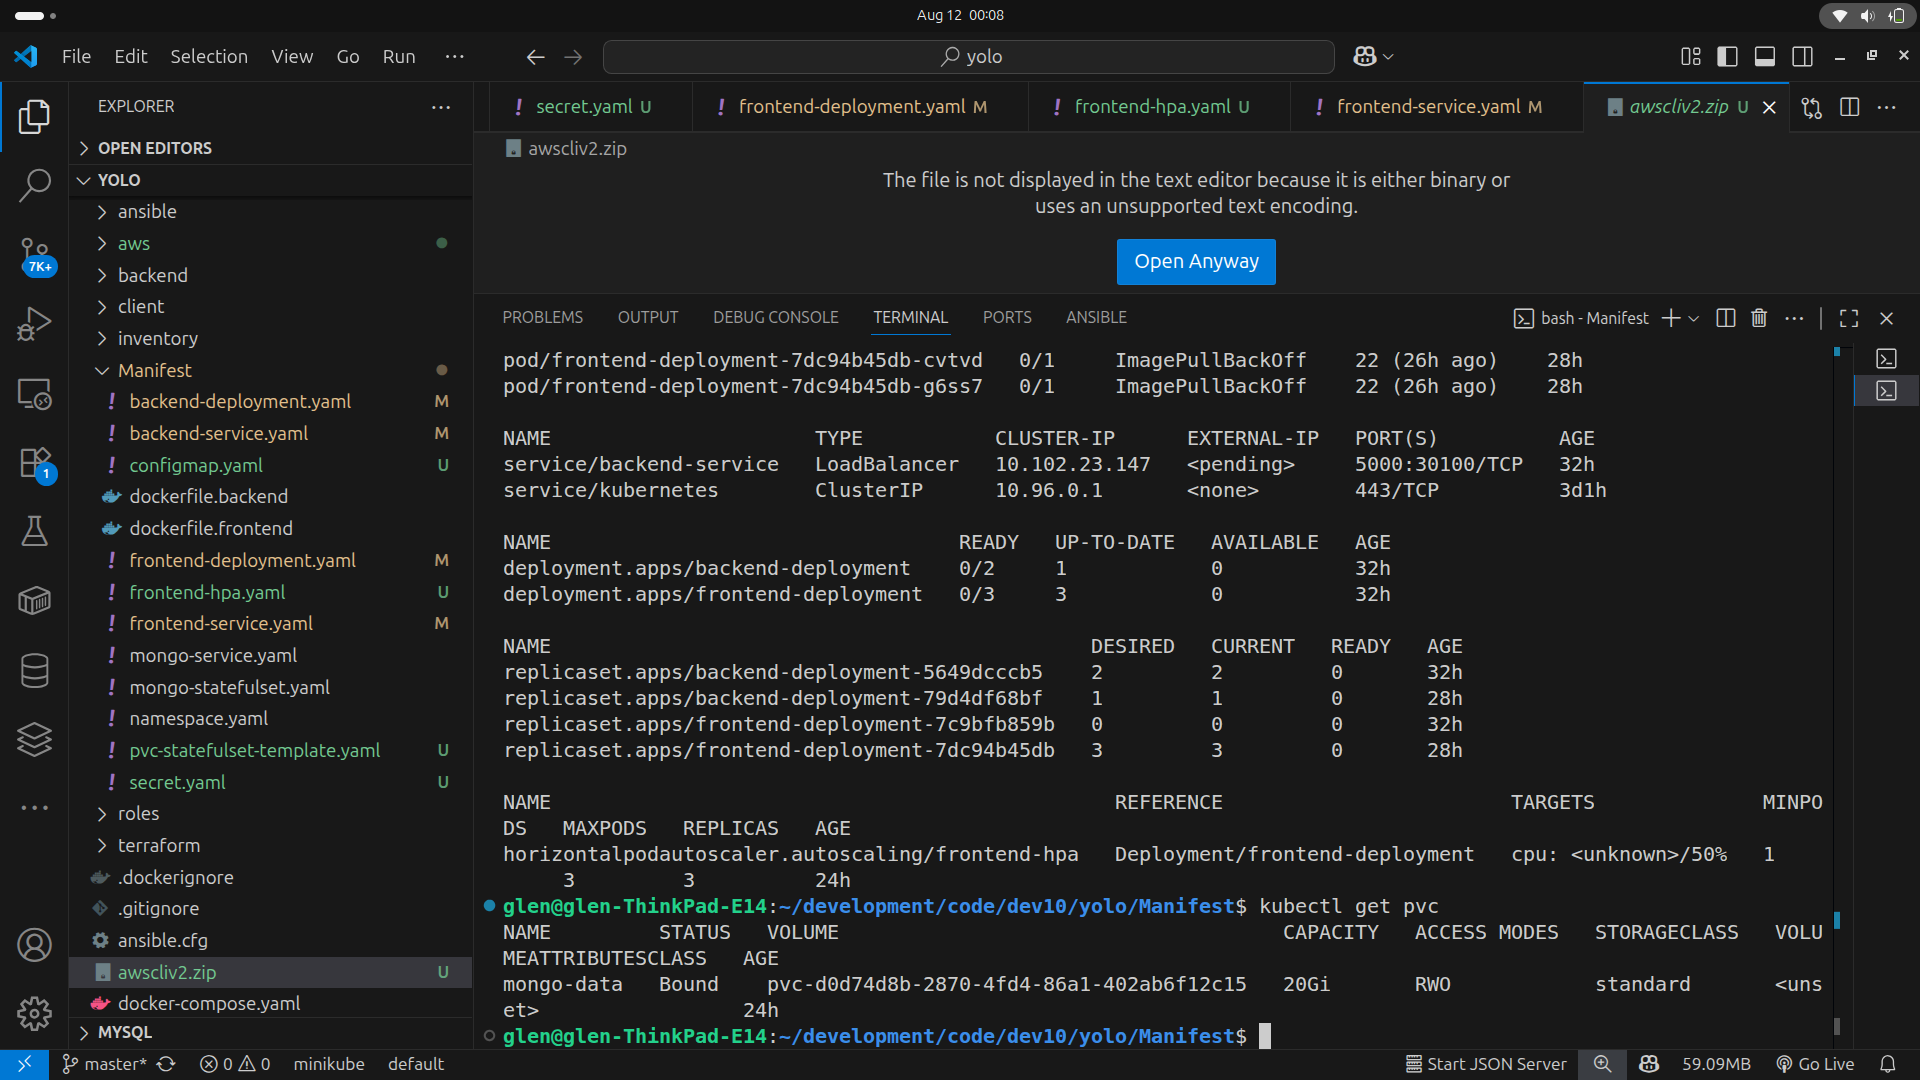 Aug 12 00:08
File Edit Selection View Go Run ··· yolo
EXPLORER ···
OPEN EDITORS
YOLO
ansible
aws
backend
client
inventory
Manifest
! backend-deployment.yaml M
! backend-service.yaml M
! configmap.yaml U
dockerfile.backend
dockerfile.frontend
! frontend-deployment.yaml M
! frontend-hpa.yaml U
! frontend-service.yaml M
! mongo-service.yaml
! mongo-statefulset.yaml
! namespace.yaml
! pvc-statefulset-template.yaml U
! secret.yaml U
roles
terraform
.dockerignore
.gitignore
ansible.cfg
awscliv2.zip U
docker-compose.yaml
MYSQL
7K+
1
! secret.yaml U ! frontend-deployment.yaml M ! frontend-hpa.yaml U ! frontend-service.yaml M awscliv2.zip U
awscliv2.zip
The file is not displayed in the text editor because it is either binary or
uses an unsupported text encoding.
Open Anyway
PROBLEMS OUTPUT DEBUG CONSOLE TERMINAL PORTS ANSIBLE bash - Manifest
pod/frontend-deployment-7dc94b45db-cvtvd 0/1 ImagePullBackOff 22 (26h ago) 28h
pod/frontend-deployment-7dc94b45db-g6ss7 0/1 ImagePullBackOff 22 (26h ago) 28h
NAME TYPE CLUSTER-IP EXTERNAL-IP PORT(S) AGE
service/backend-service LoadBalancer 10.102.23.147 <pending> 5000:30100/TCP 32h
service/kubernetes ClusterIP 10.96.0.1 <none> 443/TCP 3d1h
NAME READY UP-TO-DATE AVAILABLE AGE
deployment.apps/backend-deployment 0/2 1 0 32h
deployment.apps/frontend-deployment 0/3 3 0 32h
NAME DESIRED CURRENT READY AGE
replicaset.apps/backend-deployment-5649dcccb5 2 2 0 32h
replicaset.apps/backend-deployment-79d4df68bf 1 1 0 28h
replicaset.apps/frontend-deployment-7c9bfb859b 0 0 0 32h
replicaset.apps/frontend-deployment-7dc94b45db 3 3 0 28h
NAME REFERENCE TARGETS MINPO
DS MAXPODS REPLICAS AGE
horizontalpodautoscaler.autoscaling/frontend-hpa Deployment/frontend-deployment cpu: <unknown>/50% 1
3 3 24h
glen@glen-ThinkPad-E14:~/development/code/dev10/yolo/Manifest$ kubectl get pvc
NAME STATUS VOLUME CAPACITY ACCESS MODES STORAGECLASS VOLU
MEATTRIBUTESCLASS AGE
mongo-data Bound pvc-d0d74d8b-2870-4fd4-86a1-402ab6f12c15 20Gi RWO standard <uns
et> 24h
glen@glen-ThinkPad-E14:~/development/code/dev10/yolo/Manifest$
master* 0 0 minikube default Start JSON Server 59.09MB Go Live